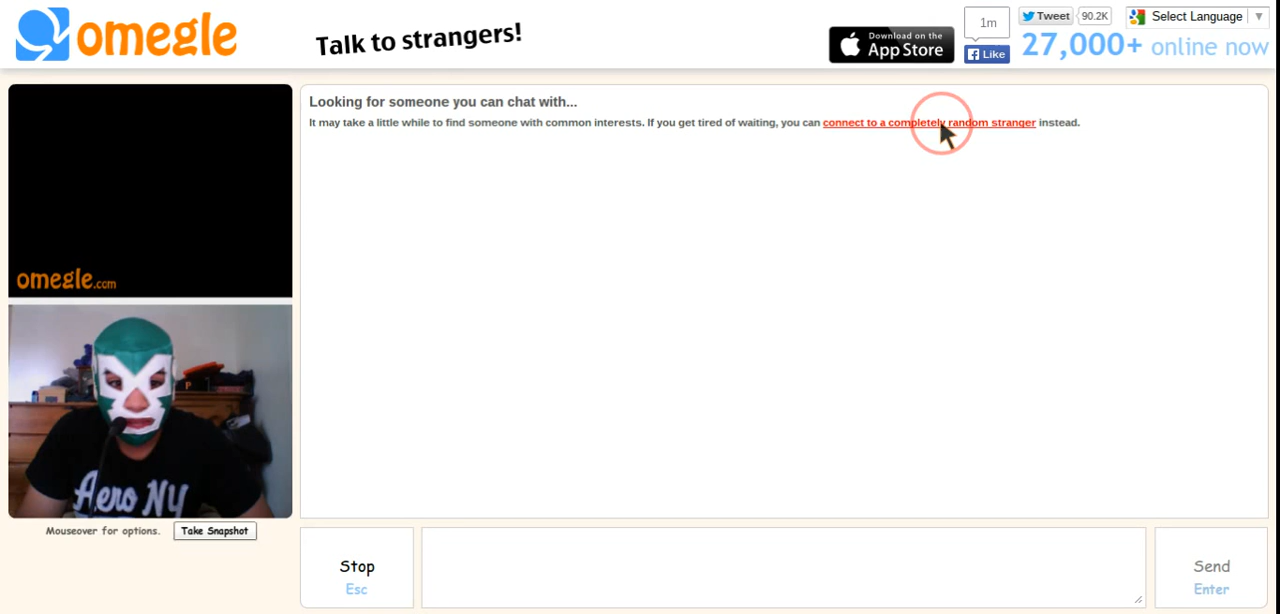 omegle
Talk to strangers!
Download on the
App Store
1m
Like
Tweet
90.2K
Select Language
27,000+ online now
omegle.com
Looking for someone you can chat with...
It may take a little while to find someone with common interests. If you get tired of waiting, you can connect to a completely random stranger instead.
P
Aero NY
Mouseover for options.
Take Snapshot
Stop
Esc
Send
Enter